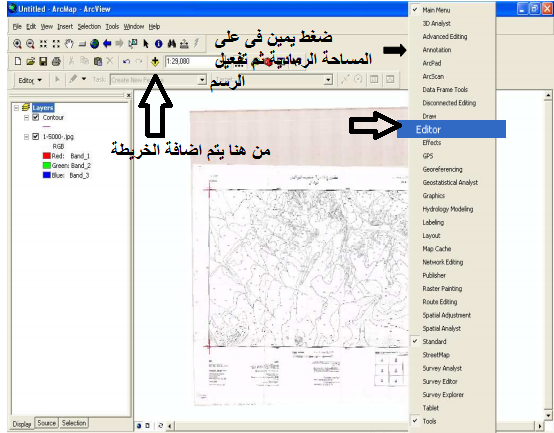 Untitled - ArcMap - ArcView
File Edit View Insert Selection Tools Window Help
1:29,080
Editor Task: Create New Fe
ضغط يمين فى على
المساحة الرمادية ثم تفعيل
الرسم
من هنا يتم اضافة الخريطة
Layers
Contour
1-5000-.jpg
RGB
Red: Band_1
Green: Band_2
Blue: Band_3
Display Source Selection
Main Menu
3D Analyst
Advanced Editing
Annotation
ArcPad
ArcScan
Data Frame Tools
Disconnected Editing
Draw
Editor
Effects
GPS
Georeferencing
Geostatistical Analyst
Graphics
Hydrology Modeling
Labeling
Layout
Map Cache
Network Editing
Publisher
Raster Painting
Route Editing
Spatial Adjustment
Spatial Analyst
Standard
StreetMap
Survey Analyst
Survey Editor
Survey Explorer
Tablet
Tools